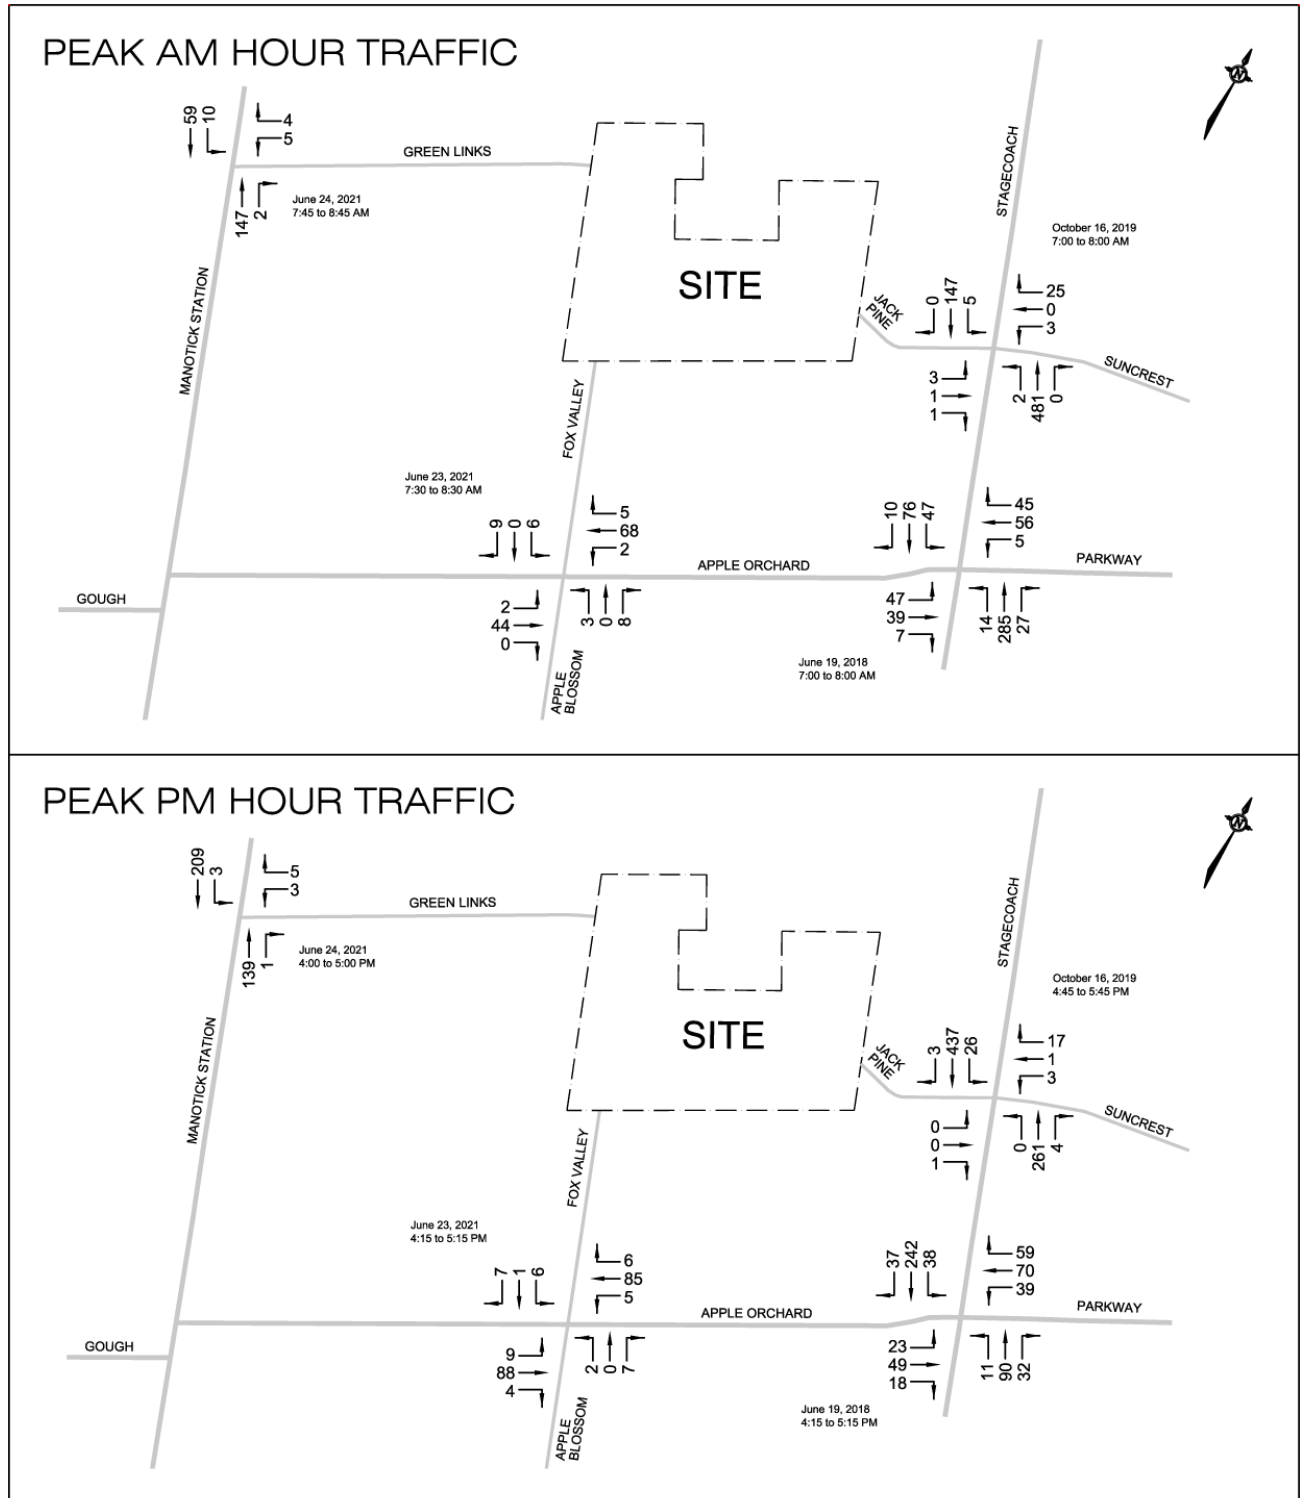 PEAK AM HOUR TRAFFIC
59
10
4
5
147
2
GREEN LINKS
June 24, 2021
7:45 to 8:45 AM
MANOTICK STATION
SITE
STAGECOACH
N
October 16, 2019
7:00 to 8:00 AM
JACK
PINE
0
147
5
25
0
3
3
1
1
2
481
0
SUNCREST
FOX VALLEY
June 23, 2021
7:30 to 8:30 AM
9
0
6
5
68
2
2
44
0
3
0
8
APPLE ORCHARD
10
76
47
45
56
5
PARKWAY
47
39
7
14
285
27
June 19, 2018
7:00 to 8:00 AM
GOUGH
APPLE
BLOSSOM
PEAK PM HOUR TRAFFIC
209
3
5
3
139
1
GREEN LINKS
June 24, 2021
4:00 to 5:00 PM
MANOTICK STATION
SITE
STAGECOACH
N
October 16, 2019
4:45 to 5:45 PM
JACK
PINE
3
437
26
17
1
3
0
0
1
0
261
4
SUNCREST
FOX VALLEY
June 23, 2021
4:15 to 5:15 PM
7
1
6
6
85
5
9
88
4
2
0
7
APPLE ORCHARD
37
242
38
59
70
39
PARKWAY
23
49
18
11
90
32
June 19, 2018
4:15 to 5:15 PM
GOUGH
APPLE
BLOSSOM